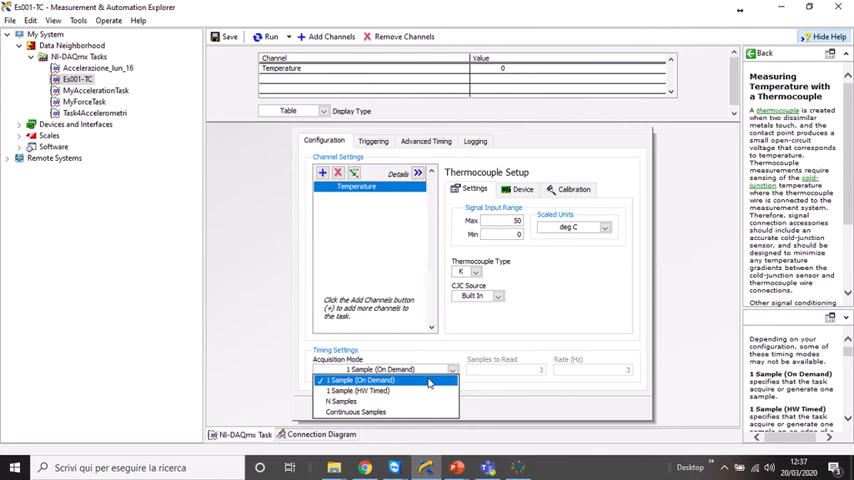 Es001-TC - Measurement & Automation Explorer
File Edit View Tools Operate Help
My System
Data Neighborhood
NI-DAQmx Tasks
Accelerazione_lun_16
Es001-TC
MyAccelerationTask
MyForceTask
Task4Accelerometri
Devices and Interfaces
Scales
Software
Remote Systems
Save Run Add Channels Remove Channels
Hide Help
Channel Value
Temperature 0
Table Display Type
Configuration Triggering Advanced Timing Logging
Channel Settings
Details
Temperature
Click the Add Channels button
(+) to add more channels to
the task.
Thermocouple Setup
Settings Device Calibration
Signal Input Range
Max 50
Min 0
Scaled Units
deg C
Thermocouple Type
K
CJC Source
Built In
Timing Settings
Acquisition Mode Samples to Read Rate (Hz)
1 Sample (On Demand) 3 3
1 Sample (On Demand)
1 Sample (HW Timed)
N Samples
Continuous Samples
NI-DAQmx Task Connection Diagram
Back
Measuring
Temperature with
a Thermocouple
A thermocouple is
created when two
dissimilar metals
touch, and the
contact point
produces a small
open-circuit
voltage that
corresponds to
temperature.
Thermocouple
measurements
require sensing of the cold-
junction temperature
where the thermocouple wire
is connected to the
measurement system.
Therefore, signal
connection accessories
should include an
accurate cold-junction
sensor, and should be
designed to minimize
any temperature
gradients between the
cold-junction sensor and
thermocouple wire
connections.
Other signal conditioning
Depending on your
configuration, some of
these timing modes
may not be available.
1 Sample (On Demand)
specifies that the task
acquire or generate one
sample.
1 Sample (HW Timed)
specifies that the task
acquire or generate one
sample on an edge of a
Scrivi qui per eseguire la ricerca
Desktop
12:37
20/03/2020
3